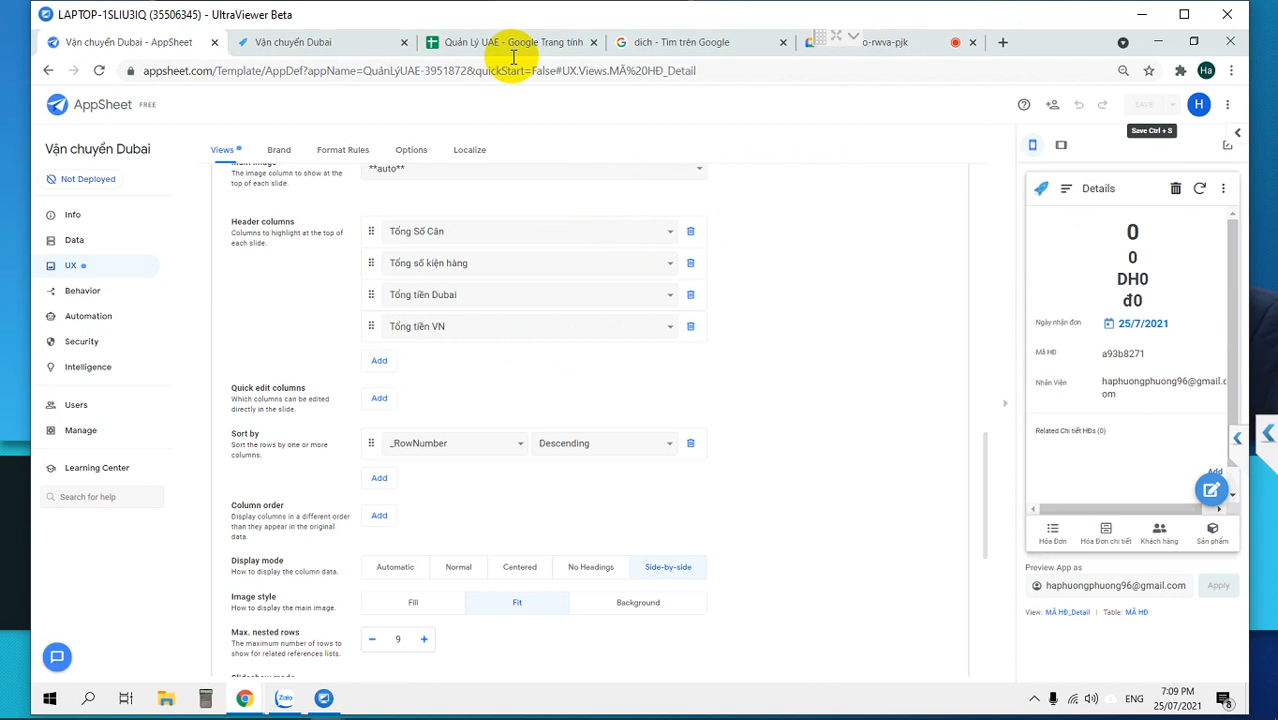 LAPTOP-1SLIU3IQ (35506345) - UltraViewer Beta
Vận chuyển Dubai - AppSheet
Vận chuyển Dubai
Quản Lý UAE - Google Trang tính
dich - Tìm trên Google
o-rwva-pjk
appsheet.com/Template/AppDef?appName=QuảnLýUAE-3951872&quickStart=False#UX.Views.MÃ%20HĐ_Detail
Ha
AppSheet FREE
SAVE
H
Save Ctrl + S
Vận chuyển Dubai
Not Deployed
Info
Data
UX
Behavior
Automation
Security
Intelligence
Users
Manage
Learning Center
Search for help
Views
Brand
Format Rules
Options
Localize
Main image
The image column to show at the top of each slide.
**auto**
Header columns
Columns to highlight at the top of each slide.
Tổng Số Cân
Tổng số kiện hàng
Tổng tiền Dubai
Tổng tiền VN
Add
Quick edit columns
Which columns can be edited directly in the slide.
Add
Sort by
Sort the rows by one or more columns.
_RowNumber
Descending
Add
Column order
Display columns in a different order than they appear in the original data.
Add
Display mode
How to display the column data.
Automatic
Normal
Centered
No Headings
Side-by-side
Image style
How to display the main image.
Fill
Fit
Background
Max. nested rows
The maximum number of rows to show for related references lists.
9
Slideshow mode
Details
0
0
DH0
đ0
Ngày nhận đơn
25/7/2021
Mã HĐ
a93b8271
Nhân Viên
haphuongphuong96@gmail.c
om
Related Chi tiết HĐs (0)
Add
Hóa Đơn
Hóa Đơn chi tiết
Khách hàng
Sản phẩm
Preview App as
haphuongphuong96@gmail.com
Apply
View: MÃ HĐ_Detail
Table: MÃ HĐ
Zalo
ENG
7:09 PM
25/07/2021
8